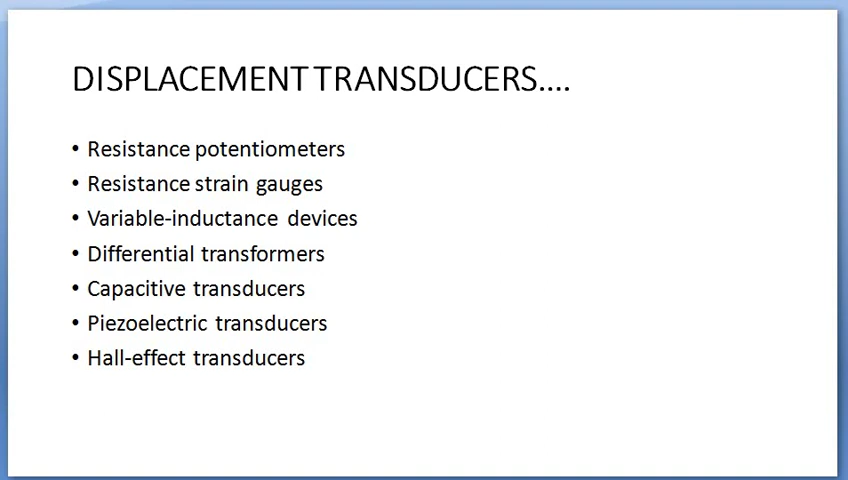 DISPLACEMENT TRANSDUCERS....
• Resistance potentiometers
• Resistance strain gauges
• Variable-inductance devices
• Differential transformers
• Capacitive transducers
• Piezoelectric transducers
• Hall-effect transducers